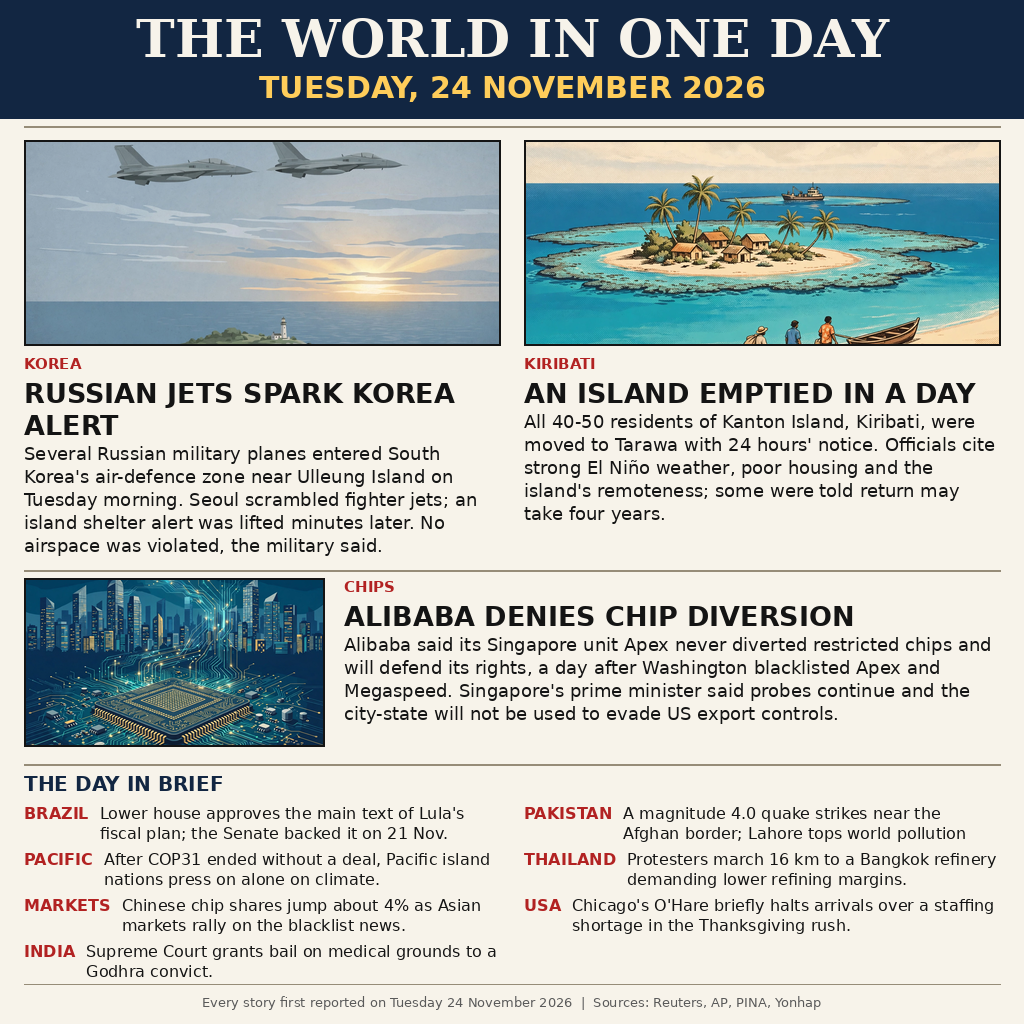 THE WORLD IN ONE DAY
TUESDAY, 24 NOVEMBER 2026
KOREA
RUSSIAN JETS SPARK KOREA
ALERT
Several Russian military planes entered South
Korea's air-defence zone near Ulleung Island on
Tuesday morning. Seoul scrambled fighter jets; an
island shelter alert was lifted minutes later. No
airspace was violated, the military said.
KIRIBATI
AN ISLAND EMPTIED IN A DAY
All 40-50 residents of Kanton Island, Kiribati, were
moved to Tarawa with 24 hours' notice. Officials cite
strong El Niño weather, poor housing and the
island's remoteness; some were told return may
take four years.
CHIPS
ALIBABA DENIES CHIP DIVERSION
Alibaba said its Singapore unit Apex never diverted restricted chips and
will defend its rights, a day after Washington blacklisted Apex and
Megaspeed. Singapore's prime minister said probes continue and the
city-state will not be used to evade US export controls.
THE DAY IN BRIEF
BRAZIL Lower house approves the main text of Lula's
fiscal plan; the Senate backed it on 21 Nov.
PACIFIC After COP31 ended without a deal, Pacific island
nations press on alone on climate.
MARKETS Chinese chip shares jump about 4% as Asian
markets rally on the blacklist news.
INDIA Supreme Court grants bail on medical grounds to a
Godhra convict.
PAKISTAN A magnitude 4.0 quake strikes near the
Afghan border; Lahore tops world pollution
THAILAND Protesters march 16 km to a Bangkok refinery
demanding lower refining margins.
USA Chicago's O'Hare briefly halts arrivals over a staffing
shortage in the Thanksgiving rush.
Every story first reported on Tuesday 24 November 2026 | Sources: Reuters, AP, PINA, Yonhap